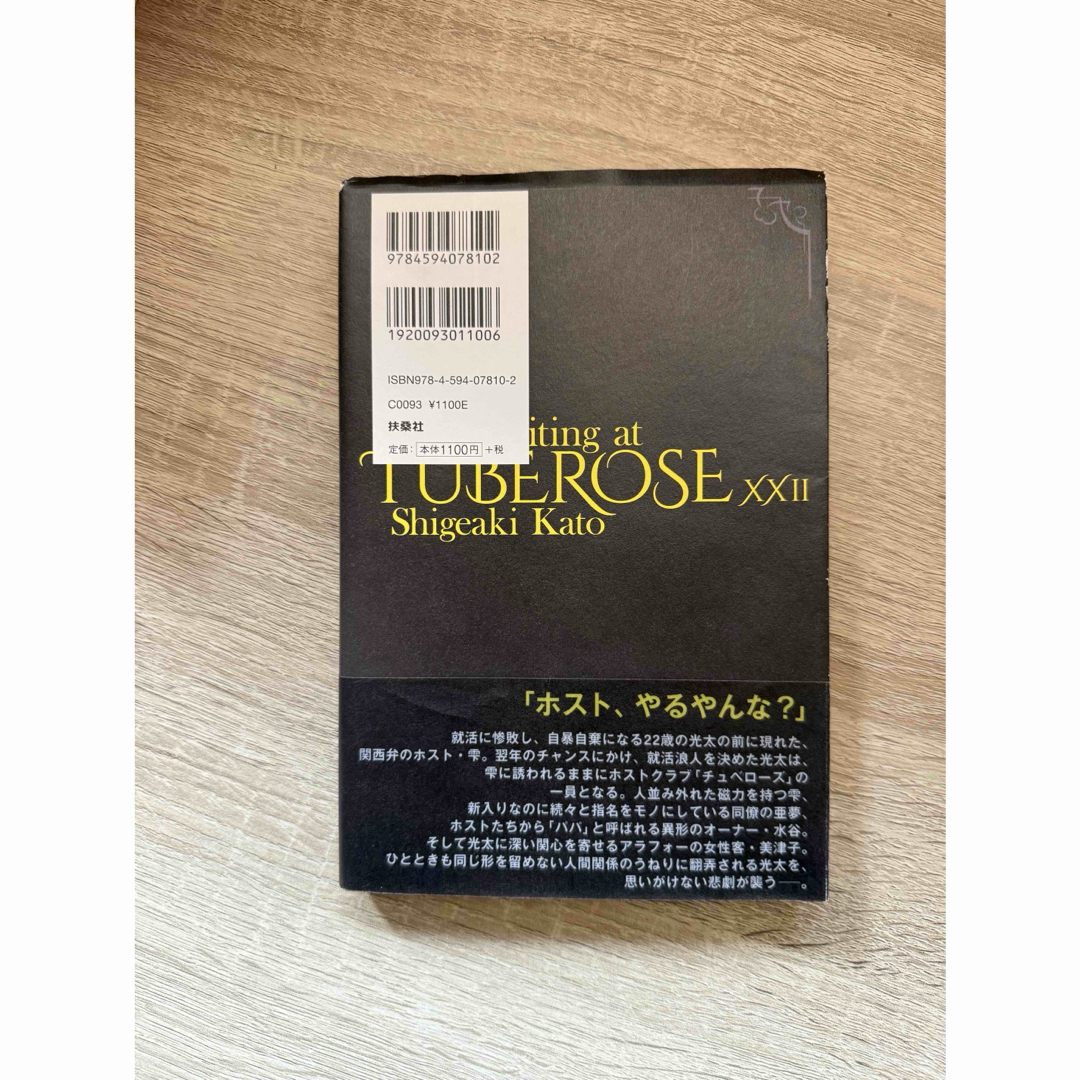 9784594078102
1920093011006
ISBN978-4-594-07810-2
C0093 ¥1100E
扶桑社
定価：本体1100円＋税
iting at
TUBEROSE XXII
Shigeaki Kato
「ホスト、やるやんな？」
就活に惨敗し、自暴自棄になる22歳の光太の前に現れた、
関西弁のホスト・雫。翌年のチャンスにかけ、就活浪人を決めた光太は、
雫に誘われるままにホストクラブ「チュベローズ」の
一員となる。人並み外れた磁力を持つ雫、
新入りなのに続々と指名をモノにしている同僚の亜夢、
ホストたちから「パパ」と呼ばれる異形のオーナー・水谷。
そして光太に深い関心を寄せるアラフォーの女性客・美津子。
ひとときも同じ形を留めない人間関係のうねりに翻弄される光太を、
思いがけない悲劇が襲う──。